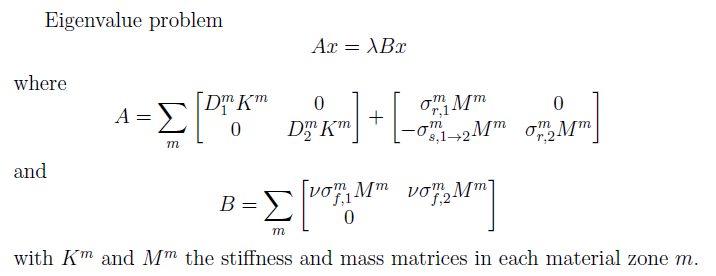 Eigenvalue problem
Ax = λBx
where
A = ∑_m [D_1^m K^m 0; 0 D_2^m K^m] + [σ_{r,1}^m M^m 0; −σ_{s,1→2}^m M^m σ_{r,2}^m M^m]
and
B = ∑_m [νσ_{f,1}^m M^m νσ_{f,2}^m M^m; 0]
with K^m and M^m the stiffness and mass matrices in each material zone m.